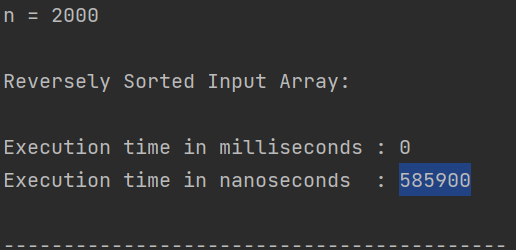 n = 2000
Reversely Sorted Input Array:
Execution time in milliseconds : 0
Execution time in nanoseconds  : 585900
------------------------------------------